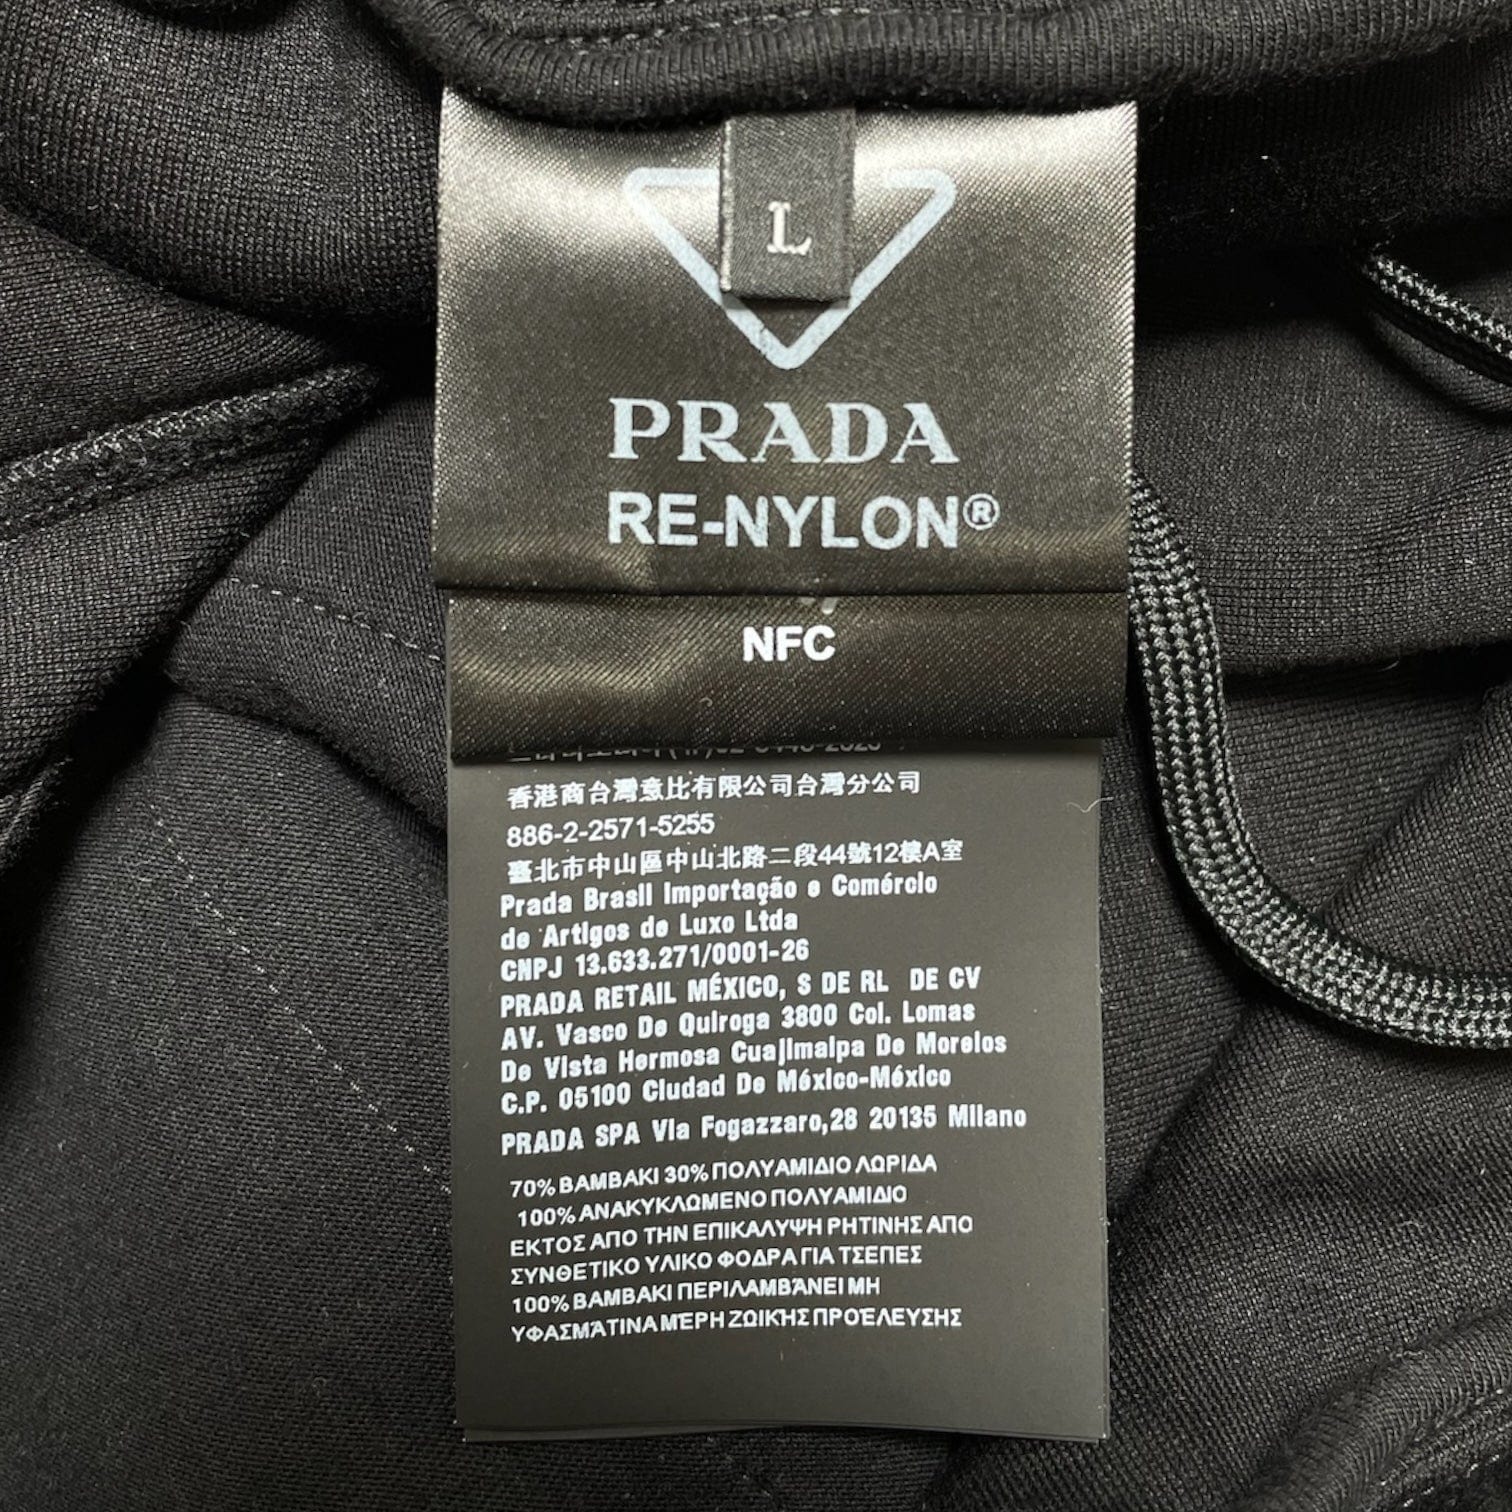 L
PRADA
RE-NYLON®
NFC
香港商台灣意比有限公司台灣分公司
886-2-2571-5255
臺北市中山區中山北路二段44號12樓A室
Prada Brasil Importação e Comércio
de Artigos de Luxo Ltda
CNPJ 13.633.271/0001-26
PRADA RETAIL MÉXICO, S DE RL DE CV
AV. Vasco De Quiroga 3800 Col. Lomas
De Vista Hermosa Cuajimalpa De Morelos
C.P. 05100 Ciudad De México-México
PRADA SPA Via Fogazzaro,28 20135 Milano
70% ΒΑΜΒΑΚΙ 30% ΠΟΛΥΑΜΙΔΙΟ ΛΩΡΙΔΑ
100% ΑΝΑΚΥΚΛΩΜΕΝΟ ΠΟΛΥΑΜΙΔΙΟ
ΕΚΤΟΣ ΑΠΟ ΤΗΝ ΕΠΙΚΑΛΥΨΗ ΡΗΤΙΝΗΣ ΑΠΟ
ΣΥΝΘΕΤΙΚΟ ΥΛΙΚΟ ΦΟΔΡΑ ΓΙΑ ΤΣΕΠΕΣ
100% ΒΑΜΒΑΚΙ ΠΕΡΙΛΑΜΒΆΝΕΙ ΜΗ
ΥΦΑΣΜΆΤΙΝΑ ΜΈΡΗ ΖΩΙΚΉΣ ΠΡΟΈΛΕΥΣΗΣ